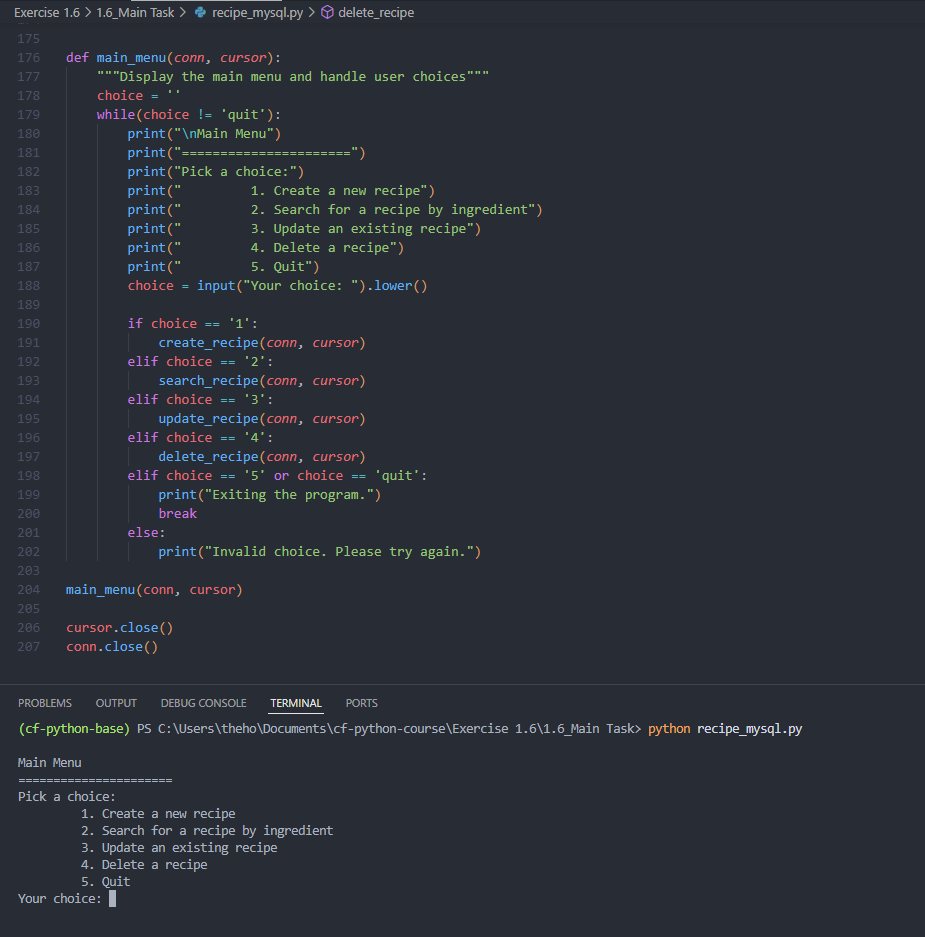 Exercise 1.6 > 1.6_Main Task > recipe_mysql.py > delete_recipe
175
176 def main_menu(conn, cursor):
177     """Display the main menu and handle user choices"""
178     choice = ''
179     while(choice != 'quit'):
180         print("\nMain Menu")
181         print("======================")
182         print("Pick a choice:")
183         print("         1. Create a new recipe")
184         print("         2. Search for a recipe by ingredient")
185         print("         3. Update an existing recipe")
186         print("         4. Delete a recipe")
187         print("         5. Quit")
188         choice = input("Your choice: ").lower()
189
190         if choice == '1':
191             create_recipe(conn, cursor)
192         elif choice == '2':
193             search_recipe(conn, cursor)
194         elif choice == '3':
195             update_recipe(conn, cursor)
196         elif choice == '4':
197             delete_recipe(conn, cursor)
198         elif choice == '5' or choice == 'quit':
199             print("Exiting the program.")
200             break
201         else:
202             print("Invalid choice. Please try again.")
203
204 main_menu(conn, cursor)
205
206 cursor.close()
207 conn.close()
PROBLEMS OUTPUT DEBUG CONSOLE TERMINAL PORTS
(cf-python-base) PS C:\Users\theho\Documents\cf-python-course\Exercise 1.6\1.6_Main Task> python recipe_mysql.py
Main Menu
======================
Pick a choice:
         1. Create a new recipe
         2. Search for a recipe by ingredient
         3. Update an existing recipe
         4. Delete a recipe
         5. Quit
Your choice: